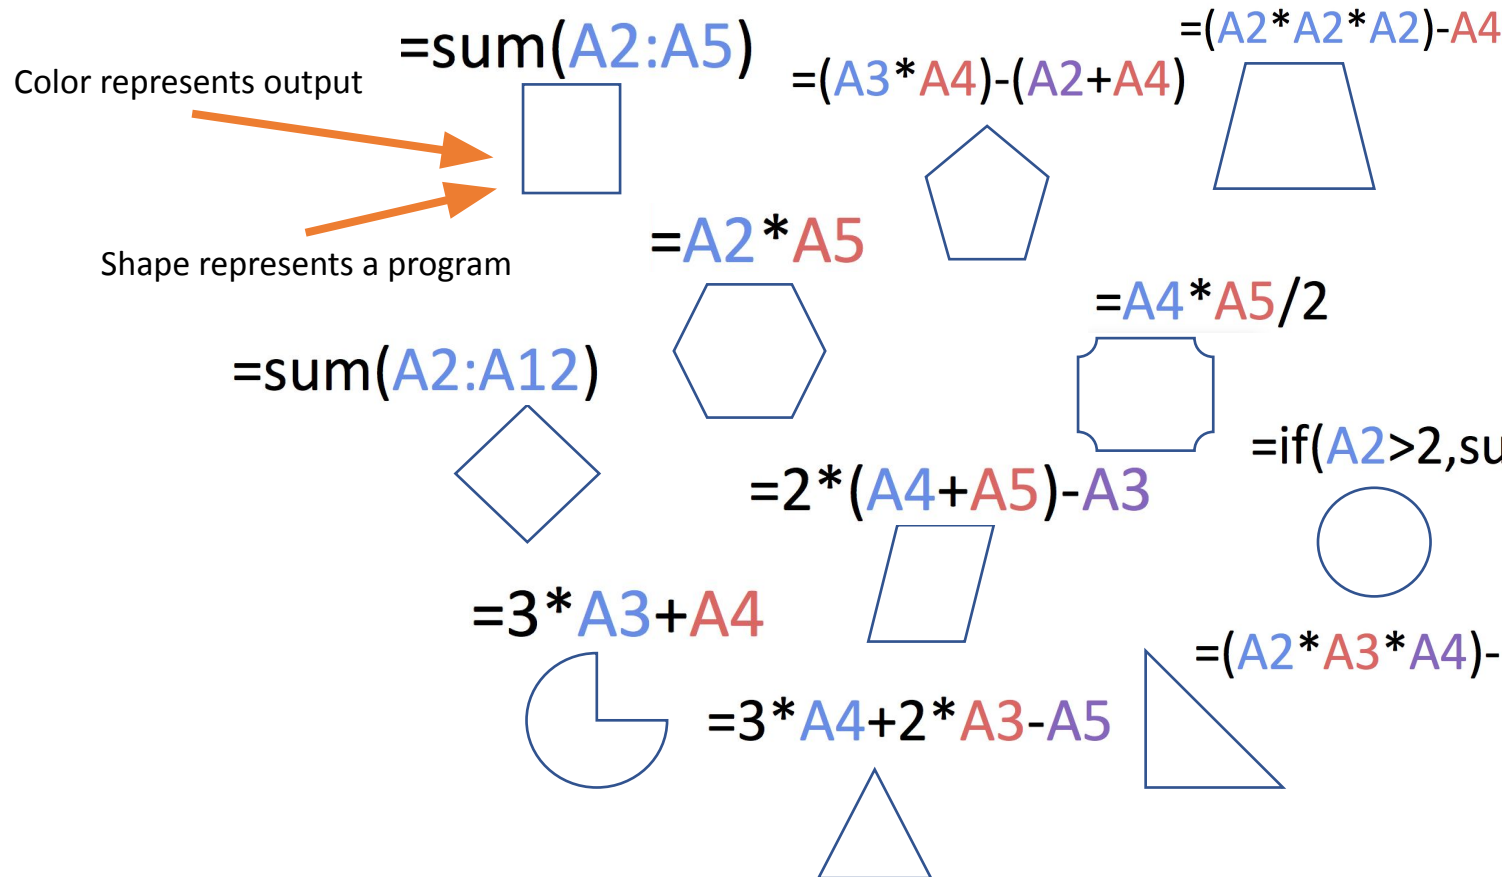 =sum(A2:A5)
=(A2*A2*A2)-A4
Color represents output
=(A3*A4)-(A2+A4)
Shape represents a program
=A2*A5
=A4*A5/2
=sum(A2:A12)
=if(A2>2,su
=2*(A4+A5)-A3
=3*A3+A4
=(A2*A3*A4)-
=3*A4+2*A3-A5